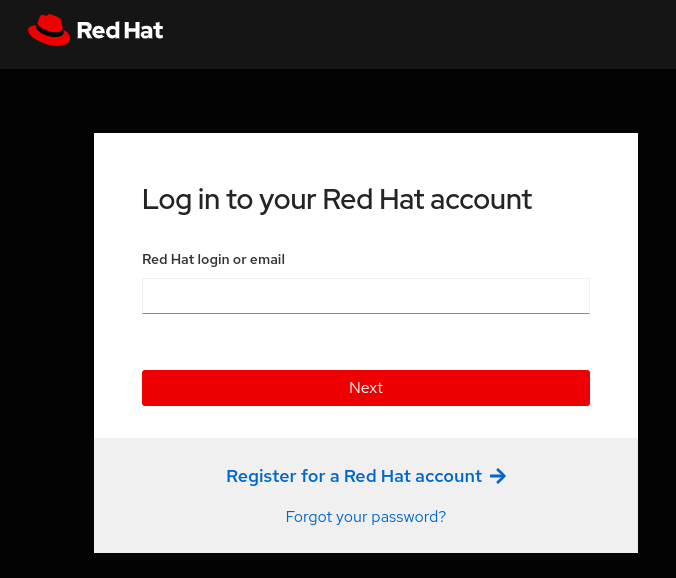 Red Hat
Log in to your Red Hat account
Red Hat login or email
Next
Register for a Red Hat account
Forgot your password?